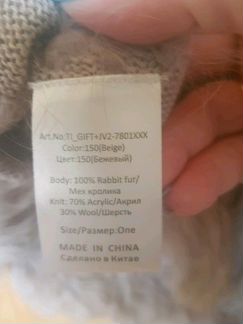 Art.No:TI_GIFT+JV2-7801XXX
Color:150(Beige)
Цвет:150(Бежевый)
Body: 100% Rabbit fur/
Мех кролика
Knit: 70% Acrylic/Акрил
30% Wool/Шерсть
Size/Размер:One
MADE IN CHINA
Сделано в Китае